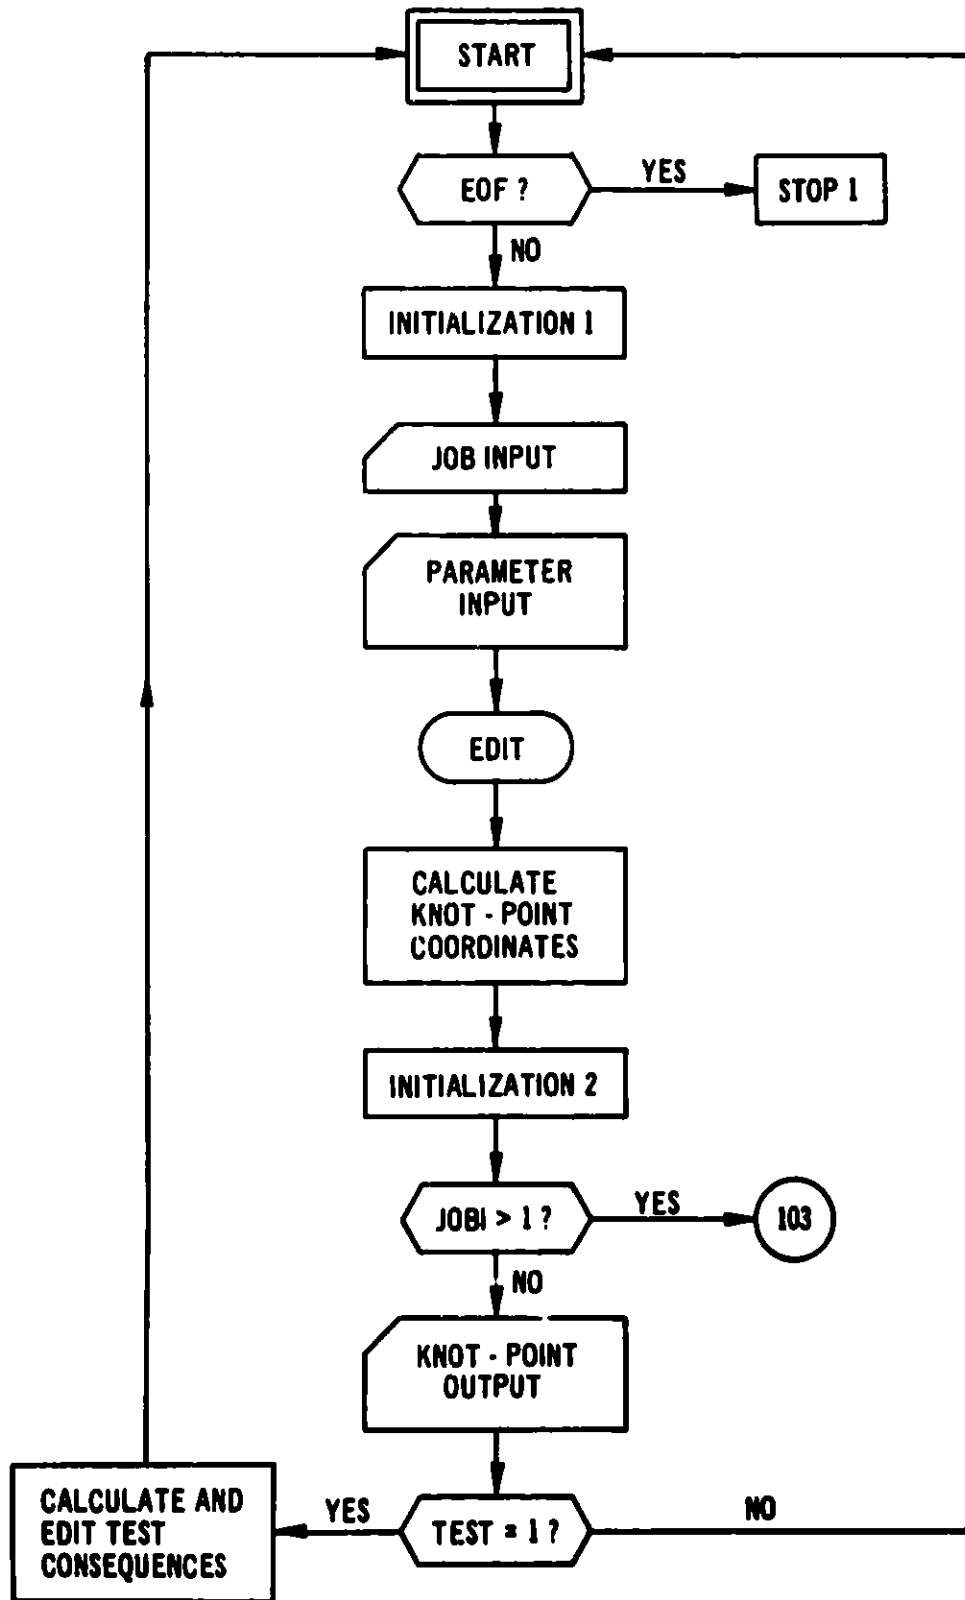 START
EOF ?
YES
STOP 1
NO
INITIALIZATION 1
JOB INPUT
PARAMETER
INPUT
EDIT
CALCULATE
KNOT - POINT
COORDINATES
INITIALIZATION 2
JOBI > 1 ?
YES
103
NO
KNOT - POINT
OUTPUT
CALCULATE AND
EDIT TEST
CONSEQUENCES
YES
TEST = 1 ?
NO